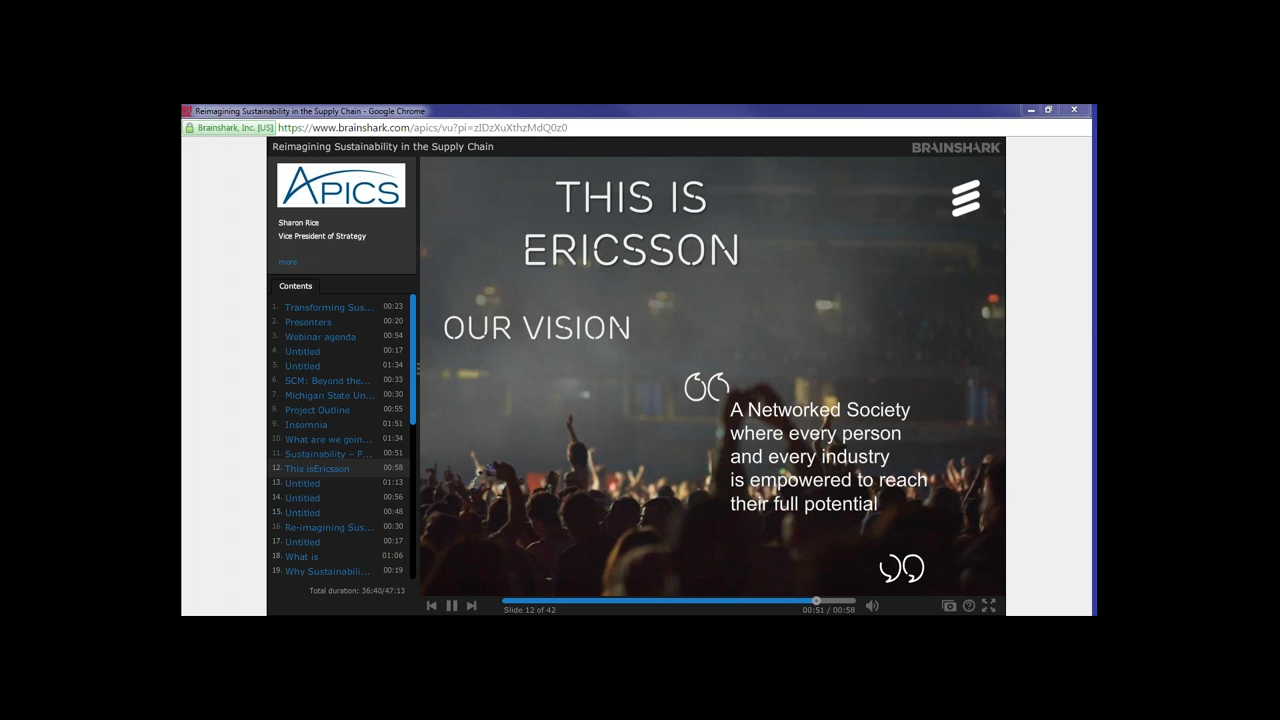 Reimagining Sustainability in the Supply Chain - Google Chrome
Brainshark, Inc. [US] https://www.brainshark.com/apics/vu?pi=zIDzXuXthzMdQ0z0
Reimagining Sustainability in the Supply Chain
BRAINSHARK
APICS
Sharon Rice
Vice President of Strategy
more
Contents
1. Transforming Sus... 00:23
2. Presenters 00:20
3. Webinar agenda 00:54
4. Untitled 00:17
5. Untitled 01:34
6. SCM: Beyond the... 00:33
7. Michigan State Un... 00:30
8. Project Outline 00:55
9. Insomnia 01:51
10. What are we goin... 01:34
11. Sustainability – P... 00:51
12. This isEricsson 00:58
13. Untitled 01:13
14. Untitled 00:56
15. Untitled 00:48
16. Re-imagining Sus... 00:30
17. Untitled 00:17
18. What is 01:06
19. Why Sustainabili... 00:19
Total duration: 36:40/47:13
THIS IS
ERICSSON
OUR VISION
A Networked Society
where every person
and every industry
is empowered to reach
their full potential
Slide 12 of 42
00:51 / 00:58